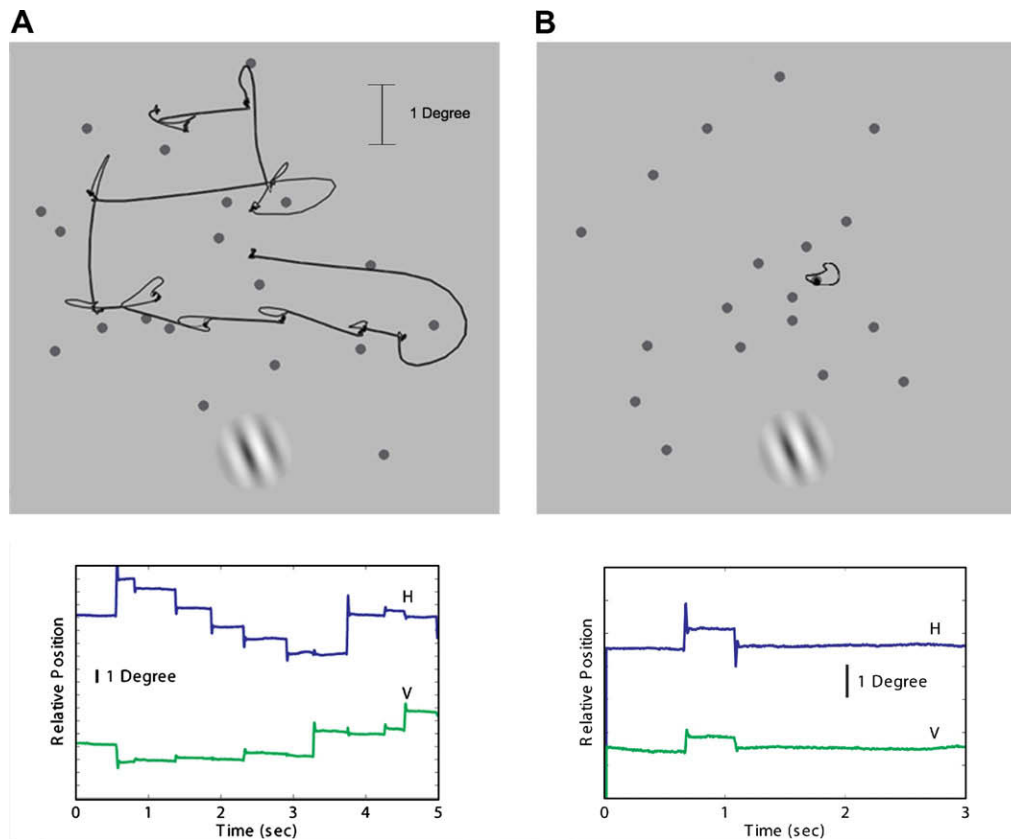 A
B
1 Degree
Relative Position
H
1 Degree
V
0 1 2 3 4 5
Time (sec)
Relative Position
H
1 Degree
V
0 1 2 3
Time (sec)